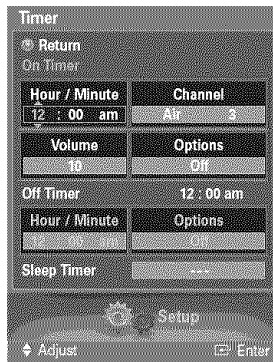 Timer
Return
On Timer
Hour / Minute Channel
12 : 00 am Air 3
Volume Options
10 Off
Off Timer 12 : 00 am
Hour / Minute Options
12 00 am Off
Sleep Timer ---
Setup
Adjust Enter